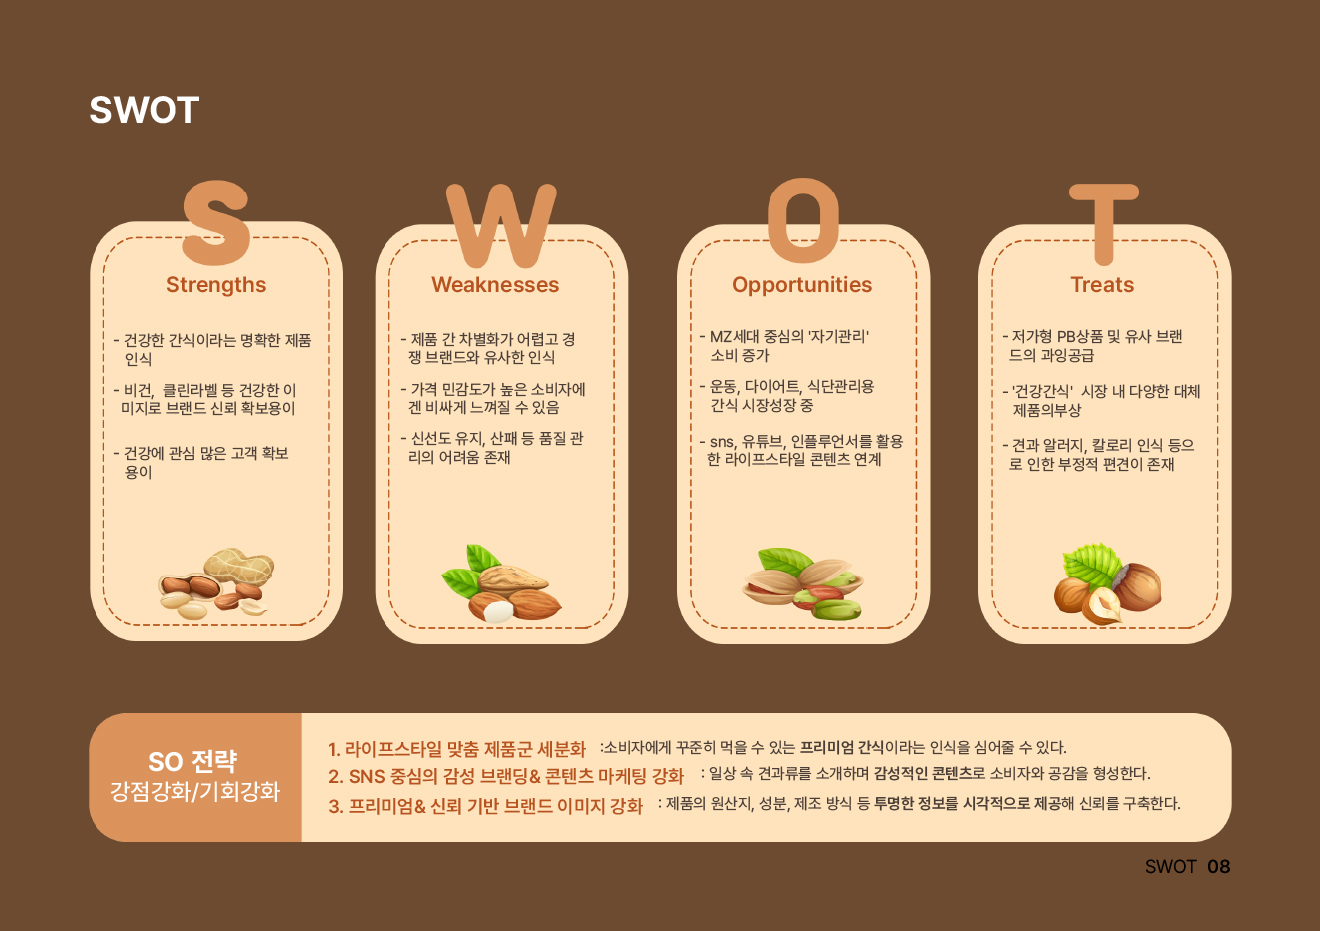 SWOT
S
Strengths
- 건강한 간식이라는 명확한 제품
인식
- 비건,  클린라벨 등 건강한 이
미지로 브랜드 신뢰 확보용이
- 건강에 관심 많은 고객 확보
용이
W
Weaknesses
- 제품 간 차별화가 어렵고 경
쟁 브랜드와 유사한 인식
- 가격 민감도가 높은 소비자에
겐 비싸게 느껴질 수 있음
- 신선도 유지, 산패 등 품질 관
리의 어려움 존재
O
Opportunities
- MZ세대 중심의 '자기관리'
소비 증가
- 운동, 다이어트, 식단관리용
간식 시장성장 중
- sns, 유튜브, 인플루언서를 활용
한 라이프스타일 콘텐츠 연계
T
Treats
- 저가형 PB상품 및 유사 브랜
드의 과잉공급
- '건강간식'  시장 내 다양한 대체
제품의부상
- 견과 알러지, 칼로리 인식 등으
로 인한 부정적 편견이 존재
SO 전략
강점강화/기회강화
1. 라이프스타일 맞춤 제품군 세분화 :소비자에게 꾸준히 먹을 수 있는 프리미엄 간식이라는 인식을 심어줄 수 있다.
2. SNS 중심의 감성 브랜딩& 콘텐츠 마케팅 강화 : 일상 속 견과류를 소개하며 감성적인 콘텐츠로 소비자와 공감을 형성한다.
3. 프리미엄& 신뢰 기반 브랜드 이미지 강화 : 제품의 원산지, 성분, 제조 방식 등 투명한 정보를 시각적으로 제공해 신뢰를 구축한다.
SWOT 08